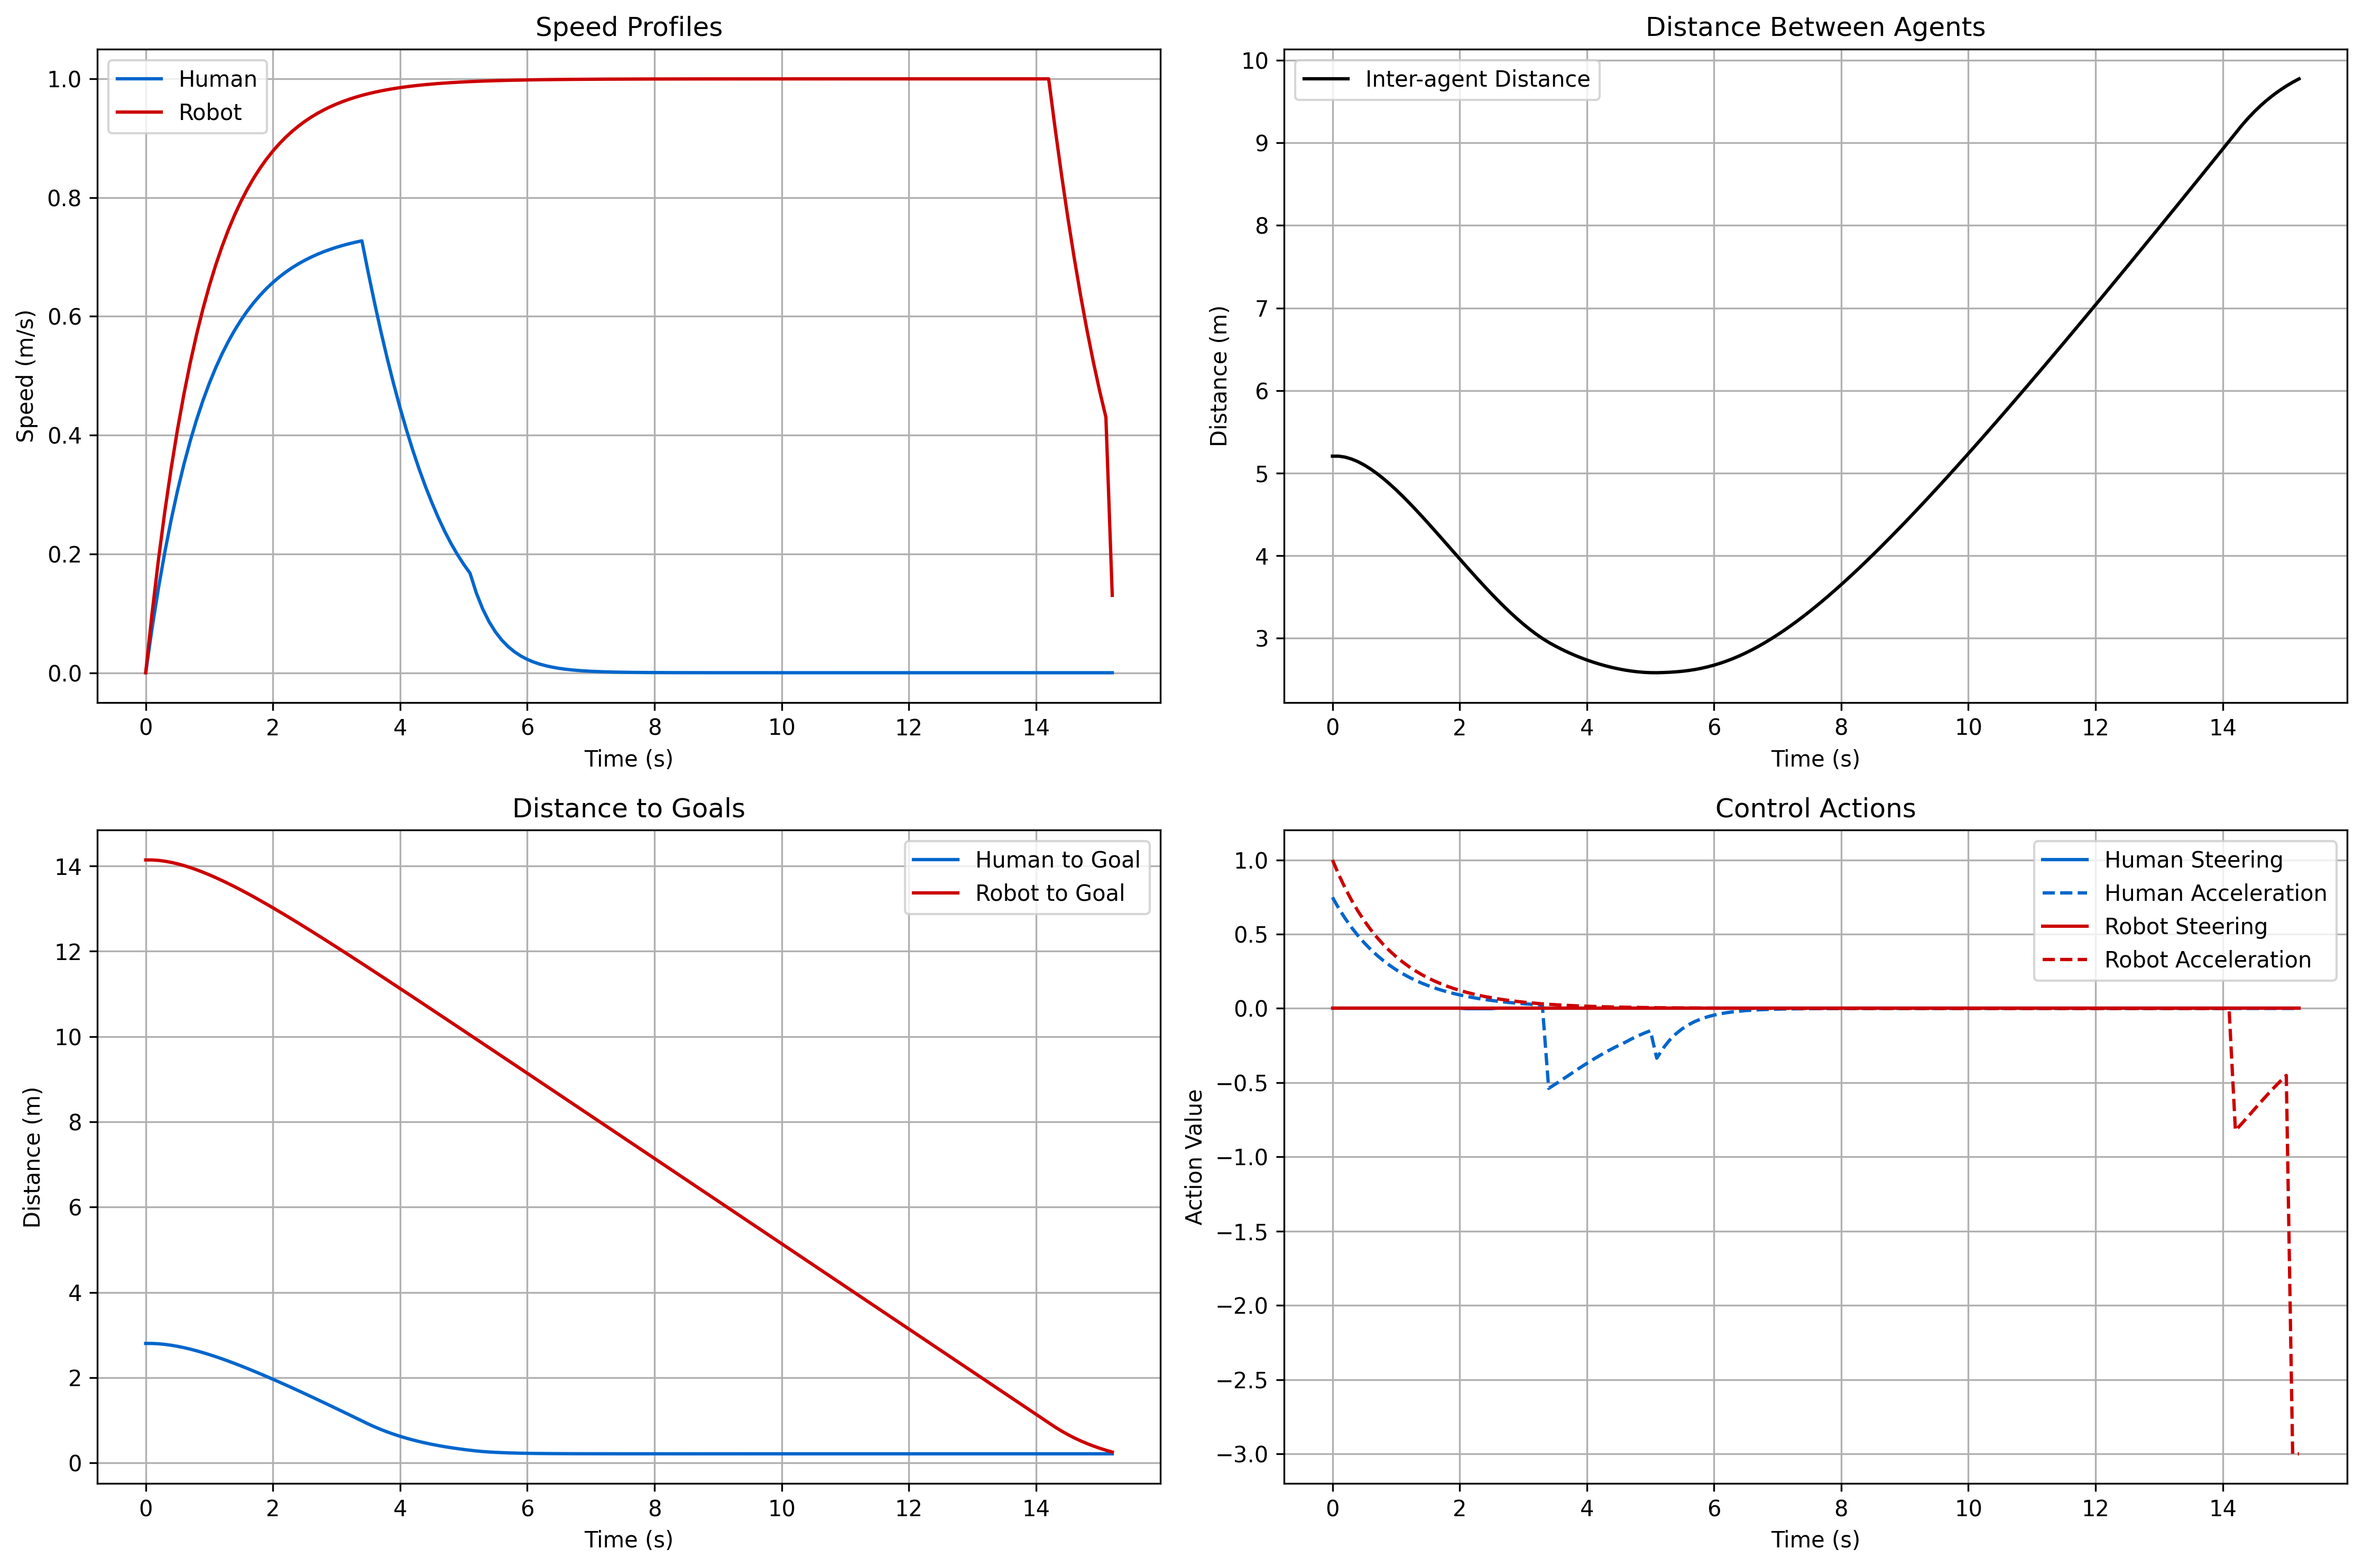 Speed Profiles
Human
Robot
1.0
0.8
0.6
0.4
0.2
0.0
Speed (m/s)
0 2 4 6 8 10 12 14
Time (s)
Distance Between Agents
Inter-agent Distance
10
9
8
7
6
5
4
3
Distance (m)
0 2 4 6 8 10 12 14
Time (s)
Distance to Goals
Human to Goal
Robot to Goal
14
12
10
8
6
4
2
0
Distance (m)
0 2 4 6 8 10 12 14
Time (s)
Control Actions
Human Steering
Human Acceleration
Robot Steering
Robot Acceleration
1.0
0.5
0.0
−0.5
−1.0
−1.5
−2.0
−2.5
−3.0
Action Value
0 2 4 6 8 10 12 14
Time (s)